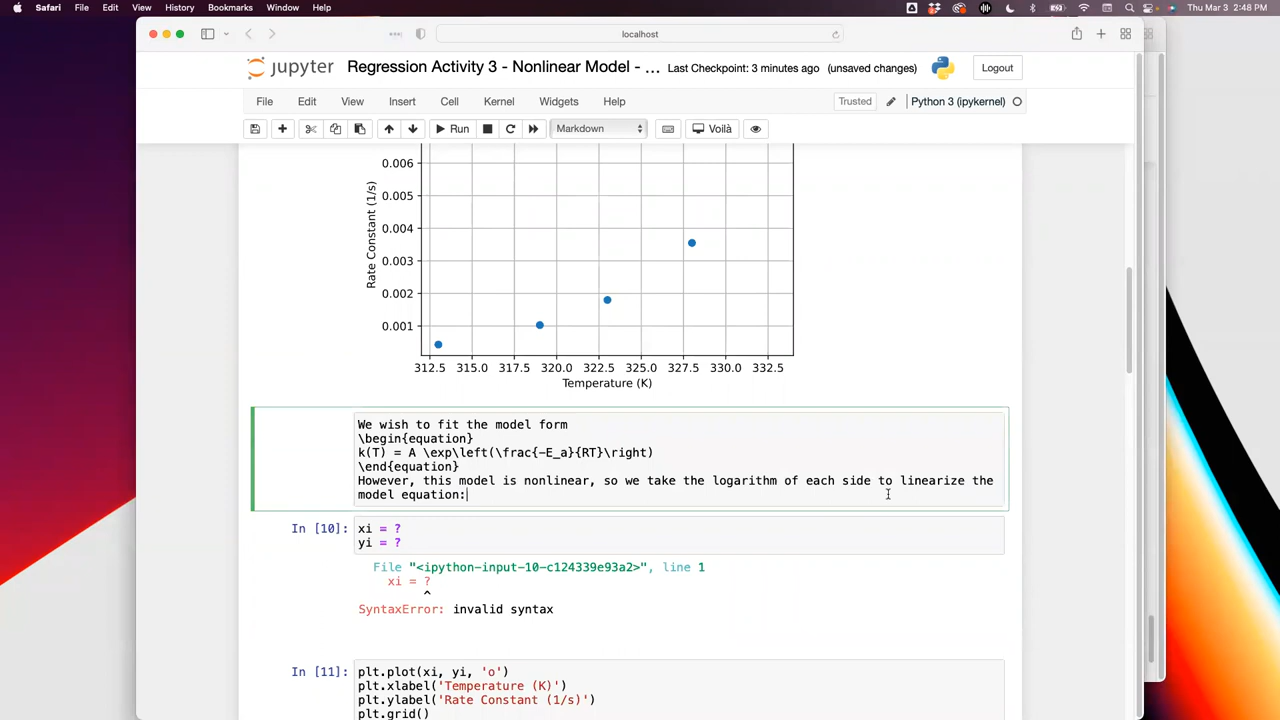 Safari File Edit View History Bookmarks Window Help Thu Mar 3 2:48 PM
localhost
jupyter Regression Activity 3 - Nonlinear Model - ... Last Checkpoint: 3 minutes ago (unsaved changes) Logout
File Edit View Insert Cell Kernel Widgets Help Trusted Python 3 (ipykernel)
Run Markdown Voilà
0.006
0.005
0.004
0.003
0.002
0.001
Rate Constant (1/s)
312.5 315.0 317.5 320.0 322.5 325.0 327.5 330.0 332.5
Temperature (K)
We wish to fit the model form
\begin{equation}
k(T) = A \exp\left(\frac{-E_a}{RT}\right)
\end{equation}
However, this model is nonlinear, so we take the logarithm of each side to linearize the
model equation:
In [10]: xi = ?
yi = ?
File "<ipython-input-10-c124339e93a2>", line 1
xi = ?
^
SyntaxError: invalid syntax
In [11]: plt.plot(xi, yi, 'o')
plt.xlabel('Temperature (K)')
plt.ylabel('Rate Constant (1/s)')
plt.grid()